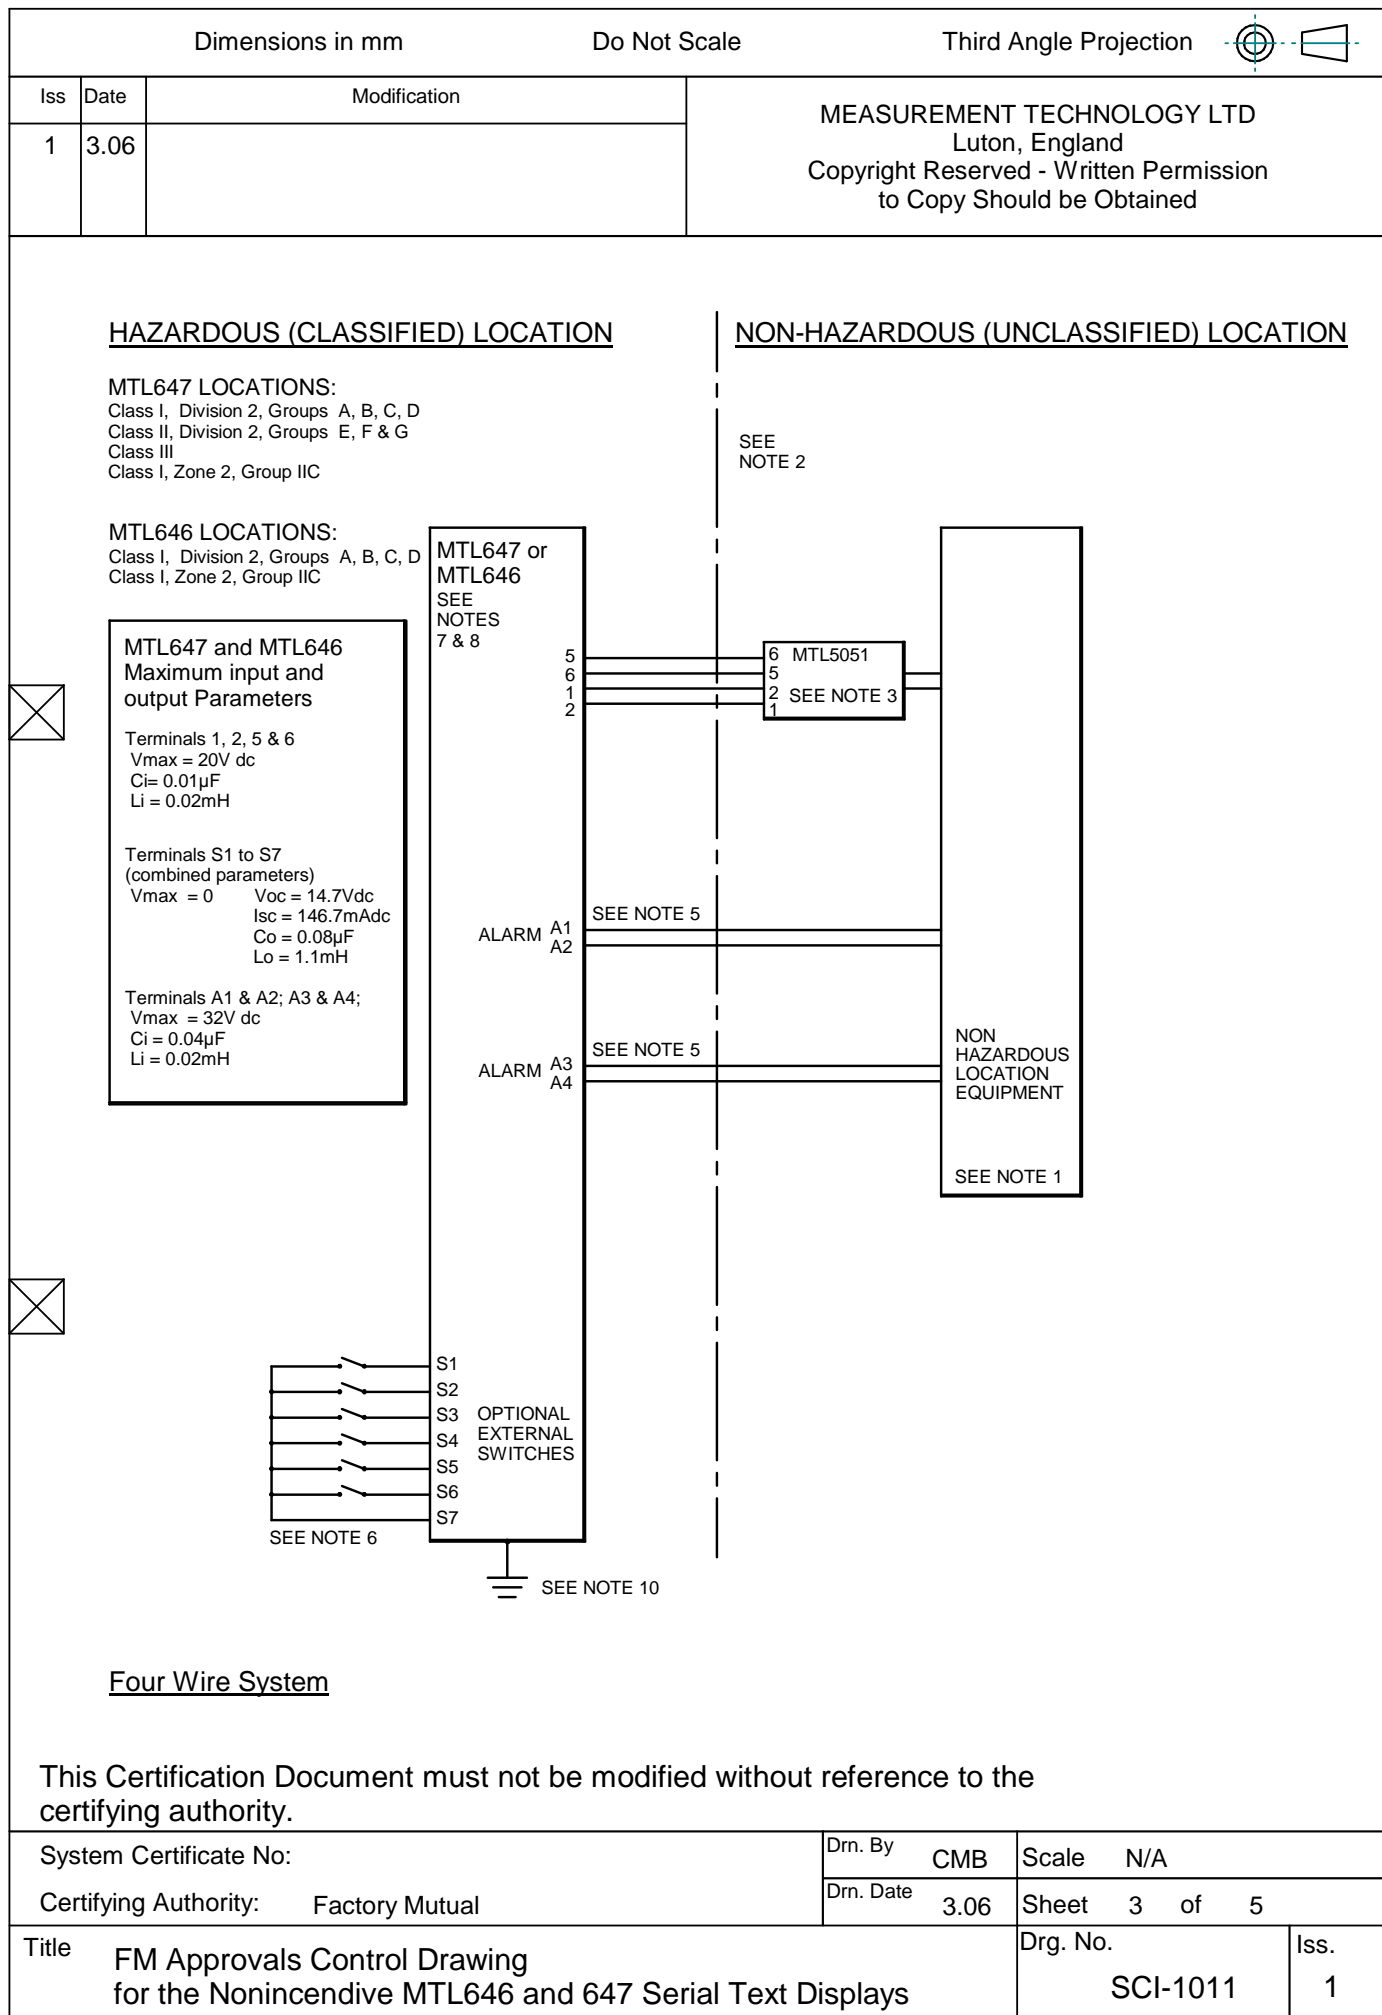 Dimensions in mm Do Not Scale Third Angle Projection
Iss Date Modification
1 3.06
MEASUREMENT TECHNOLOGY LTD
Luton, England
Copyright Reserved - Written Permission
to Copy Should be Obtained
HAZARDOUS (CLASSIFIED) LOCATION
NON-HAZARDOUS (UNCLASSIFIED) LOCATION
MTL647 LOCATIONS:
Class I, Division 2, Groups A, B, C, D
Class II, Division 2, Groups E, F & G
Class III
Class I, Zone 2, Group IIC
SEE
NOTE 2
MTL646 LOCATIONS:
Class I, Division 2, Groups A, B, C, D
Class I, Zone 2, Group IIC
MTL647 or
MTL646
SEE
NOTES
7 & 8
MTL647 and MTL646
Maximum input and
output Parameters
Terminals 1, 2, 5 & 6
Vmax = 20V dc
Ci= 0.01µF
Li = 0.02mH
Terminals S1 to S7
(combined parameters)
Vmax = 0 Voc = 14.7Vdc
Isc = 146.7mAdc
Co = 0.08µF
Lo = 1.1mH
Terminals A1 & A2; A3 & A4;
Vmax = 32V dc
Ci = 0.04µF
Li = 0.02mH
5
6
1
2
6 MTL5051
5
2 SEE NOTE 3
1
SEE NOTE 5
ALARM A1
A2
SEE NOTE 5
ALARM A3
A4
NON
HAZARDOUS
LOCATION
EQUIPMENT
SEE NOTE 1
S1
S2
S3
S4
S5
S6
S7
OPTIONAL
EXTERNAL
SWITCHES
SEE NOTE 6
SEE NOTE 10
Four Wire System
This Certification Document must not be modified without reference to the
certifying authority.
System Certificate No:
Certifying Authority: Factory Mutual
Drn. By CMB
Drn. Date 3.06
Scale N/A
Sheet 3 of 5
Title FM Approvals Control Drawing
for the Nonincendive MTL646 and 647 Serial Text Displays
Drg. No.
SCI-1011
Iss.
1